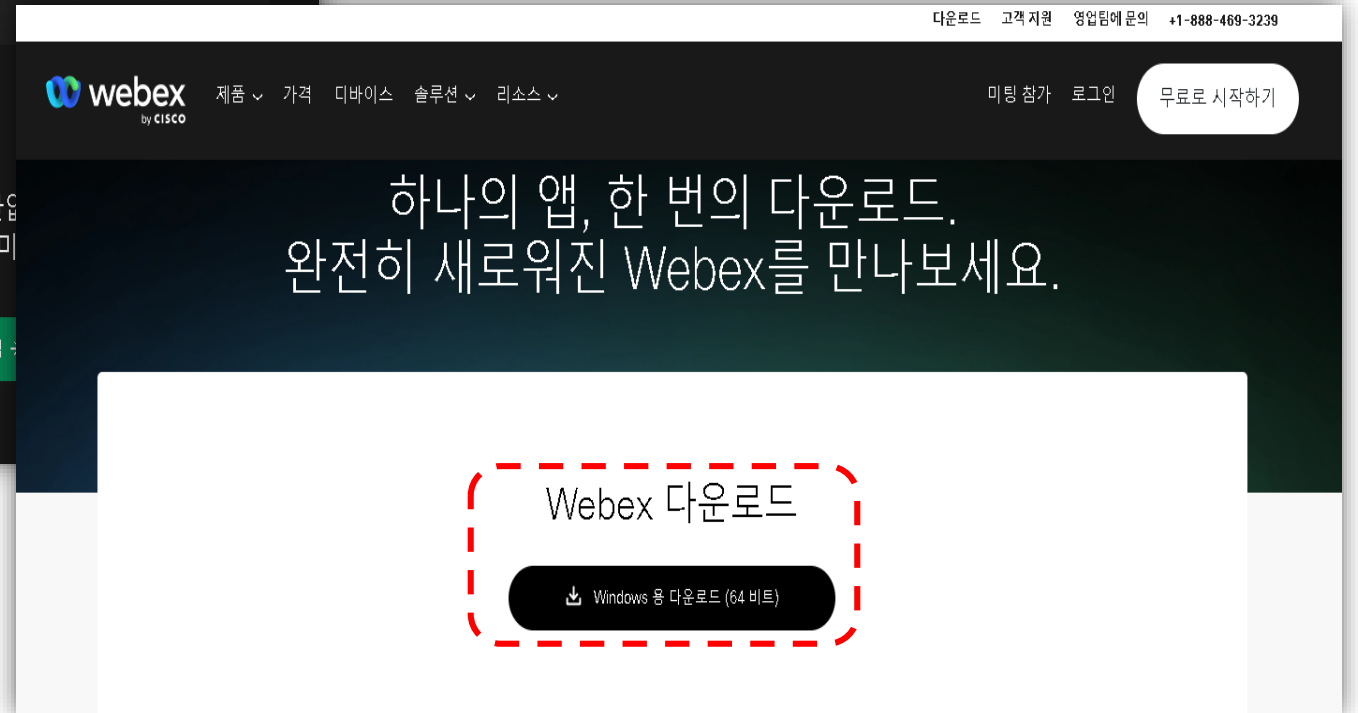 다운로드 고객 지원 영업팀에 문의 +1-888-469-3239
webex
by CISCO
제품 가격 디바이스 솔루션 리소스 미팅 참가 로그인 무료로 시작하기
하나의 앱, 한 번의 다운로드.
완전히 새로워진 Webex를 만나보세요.
Webex 다운로드
Windows 용 다운로드 (64 비트)